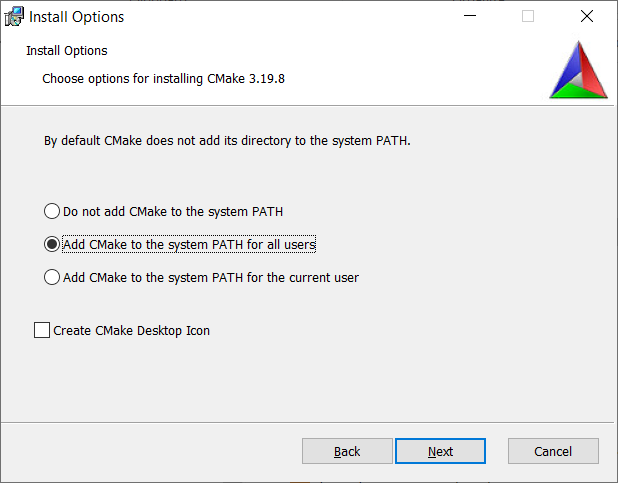 Install Options
Install Options
Choose options for installing CMake 3.19.8
By default CMake does not add its directory to the system PATH.
Do not add CMake to the system PATH
Add CMake to the system PATH for all users
Add CMake to the system PATH for the current user
Create CMake Desktop Icon
Back Next Cancel